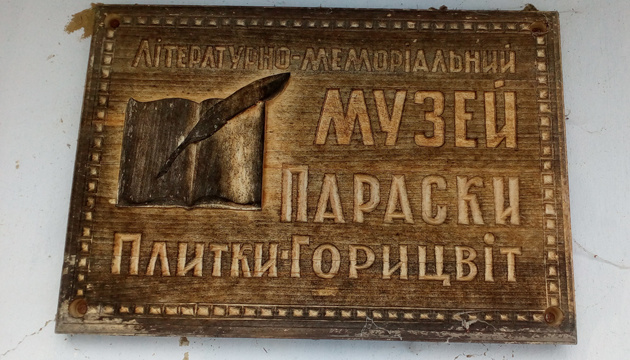 Літературно-меморіальний
МУЗЕЙ
ПАРАСКИ
ПЛИТКИ-ГОРИЦВІТ